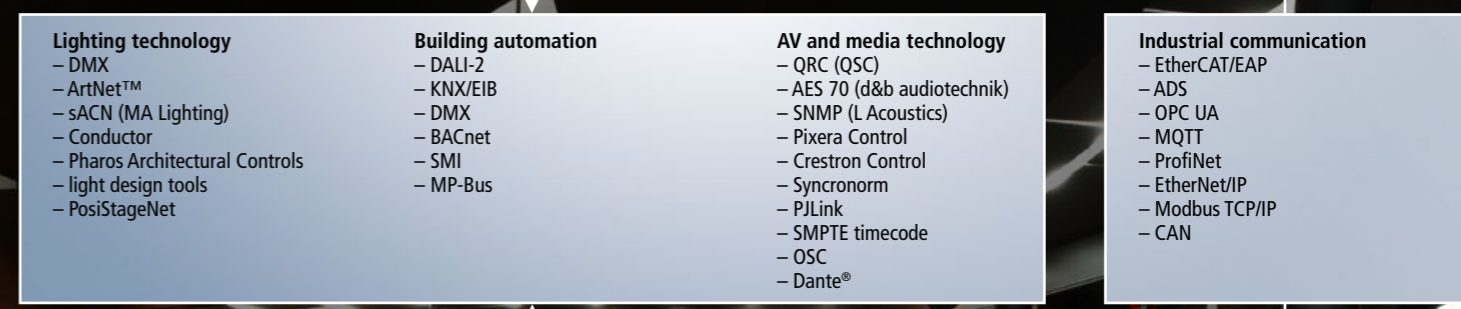 Lighting technology
– DMX
– ArtNet™
– sACN (MA Lighting)
– Conductor
– Pharos Architectural Controls
– light design tools
– PosiStageNet
Building automation
– DALI-2
– KNX/EIB
– DMX
– BACnet
– SMI
– MP-Bus
AV and media technology
– QRC (QSC)
– AES 70 (d&b audiotechnik)
– SNMP (L Acoustics)
– Pixera Control
– Crestron Control
– Syncronorm
– PJLink
– SMPTE timecode
– OSC
– Dante®
Industrial communication
– EtherCAT/EAP
– ADS
– OPC UA
– MQTT
– ProfiNet
– EtherNet/IP
– Modbus TCP/IP
– CAN